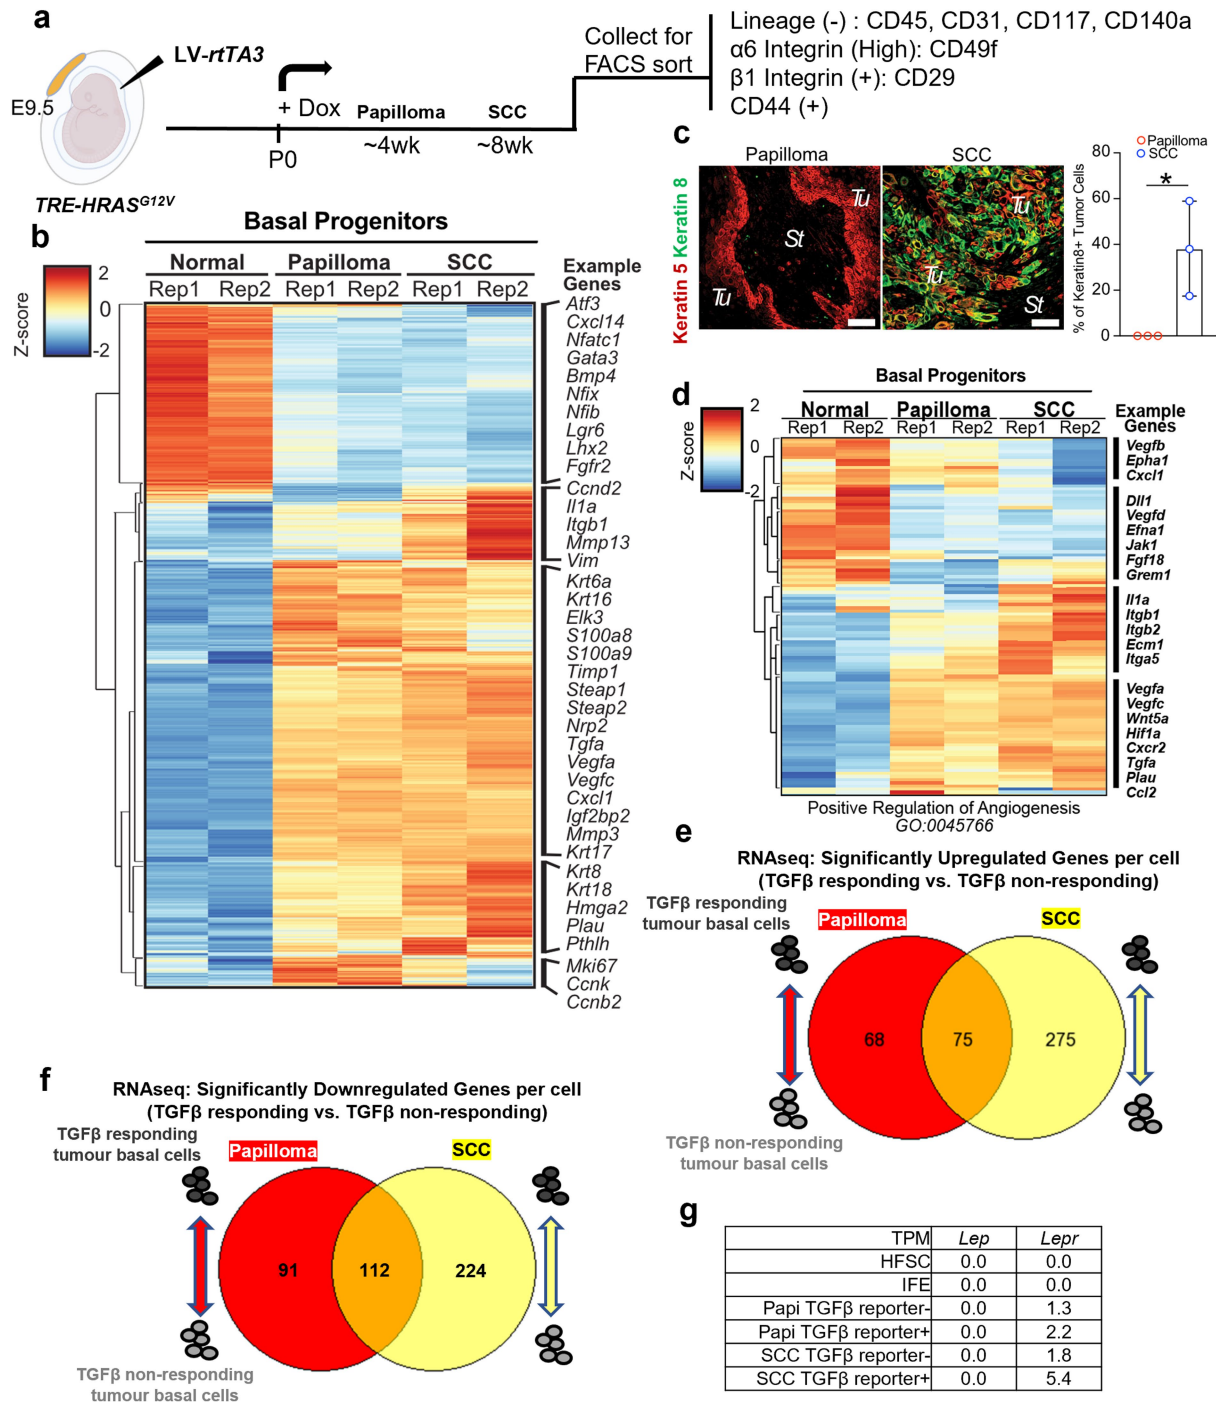 a
LV-rtTA3
E9.5
TRE-HRAS^G12V
+ Dox
P0
Papilloma
~4wk
SCC
~8wk
Collect for
FACS sort
Lineage (-) : CD45, CD31, CD117, CD140a
α6 Integrin (High): CD49f
β1 Integrin (+): CD29
CD44 (+)
b
Basal Progenitors
Normal Papilloma SCC
Rep1 Rep2 Rep1 Rep2 Rep1 Rep2
Z-score
2
0
-2
Example
Genes
Atf3
Cxcl14
Nfatc1
Gata3
Bmp4
Nfix
Nfib
Lgr6
Lhx2
Fgfr2
Ccnd2
Il1a
Itgb1
Mmp13
Vim
Krt6a
Krt16
Elk3
S100a8
S100a9
Timp1
Steap1
Steap2
Nrp2
Tgfa
Vegfa
Vegfc
Cxcl1
Igf2bp2
Mmp3
Krt17
Krt8
Krt18
Hmga2
Plau
Pthlh
Mki67
Ccnk
Ccnb2
c
Keratin 5 Keratin 8
Papilloma
Tu
St
Tu
SCC
Tu
Tu
St
% of Keratin8+ Tumor Cells
80
60
40
20
0
Papilloma
SCC
*
d
Basal Progenitors
Normal Papilloma SCC
Rep1 Rep2 Rep1 Rep2 Rep1 Rep2
Z-score
2
0
-2
Example
Genes
Vegfb
Epha1
Cxcl1
Dll1
Vegfd
Efna1
Jak1
Fgf18
Grem1
Il1a
Itgb1
Itgb2
Ecm1
Itga5
Vegfa
Vegfc
Wnt5a
Hif1a
Cxcr2
Tgfa
Plau
Ccl2
Positive Regulation of Angiogenesis
GO:0045766
e
RNAseq: Significantly Upregulated Genes per cell
(TGFβ responding vs. TGFβ non-responding)
TGFβ responding
tumour basal cells
Papilloma
SCC
68
75
275
TGFβ non-responding
tumour basal cells
f
RNAseq: Significantly Downregulated Genes per cell
(TGFβ responding vs. TGFβ non-responding)
TGFβ responding
tumour basal cells
Papilloma
SCC
91
112
224
TGFβ non-responding
tumour basal cells
g
TPM Lep Lepr
HFSC 0.0 0.0
IFE 0.0 0.0
Papi TGFβ reporter- 0.0 1.3
Papi TGFβ reporter+ 0.0 2.2
SCC TGFβ reporter- 0.0 1.8
SCC TGFβ reporter+ 0.0 5.4